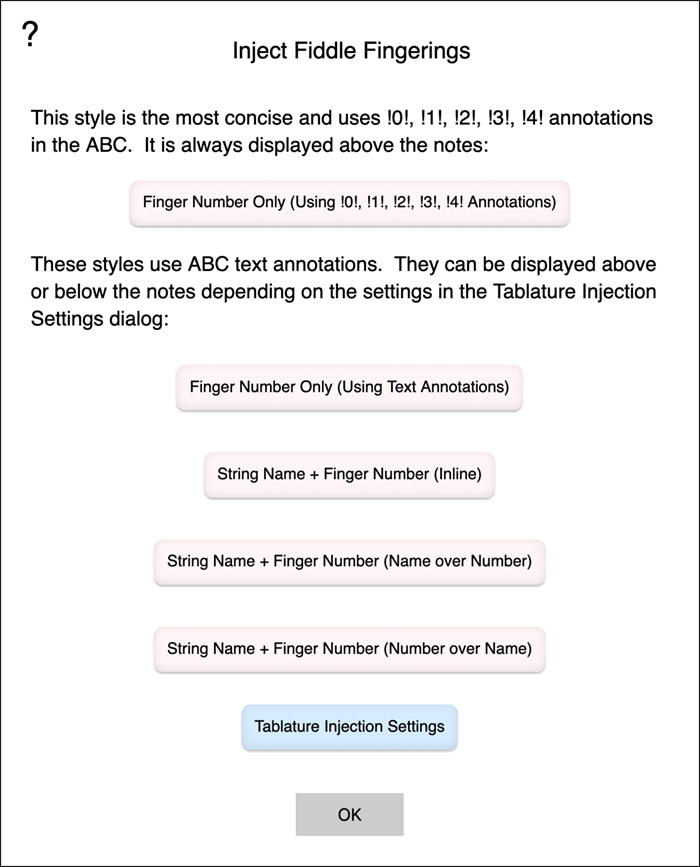 ?
Inject Fiddle Fingerings
This style is the most concise and uses !0!, !1!, !2!, !3!, !4! annotations
in the ABC.  It is always displayed above the notes:
Finger Number Only (Using !0!, !1!, !2!, !3!, !4! Annotations)
These styles use ABC text annotations.  They can be displayed above
or below the notes depending on the settings in the Tablature Injection
Settings dialog:
Finger Number Only (Using Text Annotations)
String Name + Finger Number (Inline)
String Name + Finger Number (Name over Number)
String Name + Finger Number (Number over Name)
Tablature Injection Settings
OK